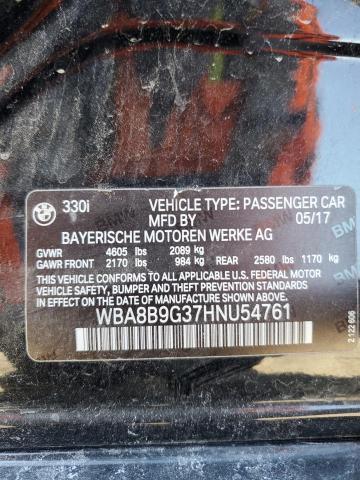 330i VEHICLE TYPE: PASSENGER CAR
MFD BY 05/17
BAYERISCHE MOTOREN WERKE AG
GVWR 4605 lbs 2089 kg
GAWR FRONT 2170 lbs 984 kg REAR 2580 lbs 1170 kg
THIS VEHICLE CONFORMS TO ALL APPLICABLE FEDERAL
MOTOR VEHICLE SAFETY, BUMPER, AND THEFT PREVENTION
STANDARDS IN EFFECT ON THE DATE OF MANUFACTURE
SHOWN ABOVE.
WBA8B9G37HNU54761